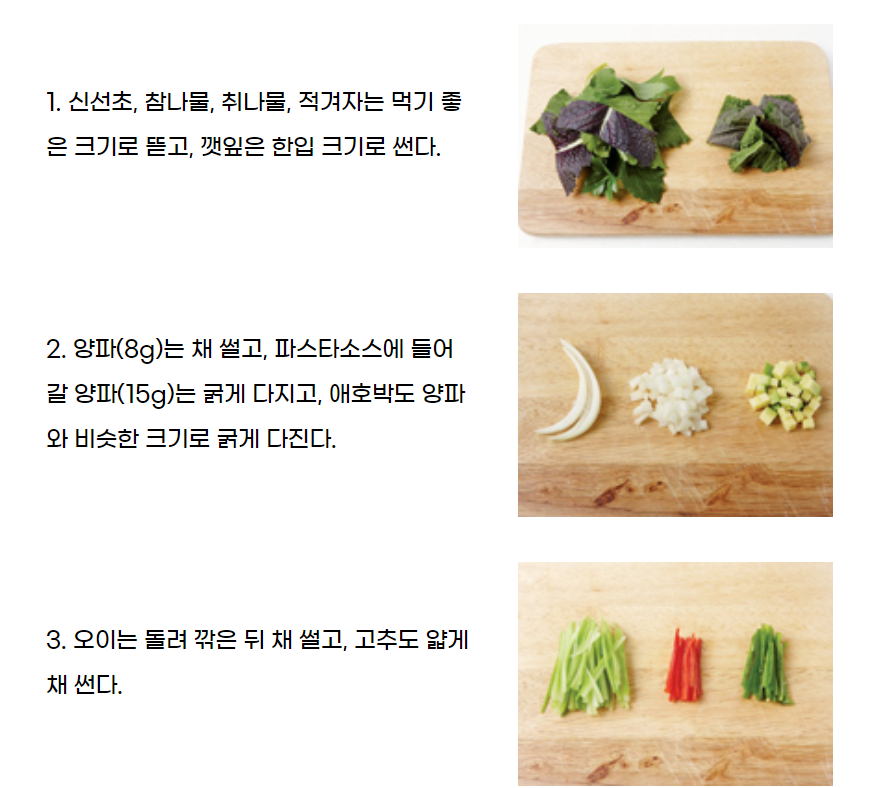 1. 신선초, 참나물, 취나물, 적겨자는 먹기 좋
은 크기로 뜯고, 깻잎은 한입 크기로 썬다.
2. 양파(8g)는 채 썰고, 파스타소스에 들어
갈 양파(15g)는 굵게 다지고, 애호박도 양파
와 비슷한 크기로 굵게 다진다.
3. 오이는 돌려 깎은 뒤 채 썰고, 고추도 얇게
채 썬다.